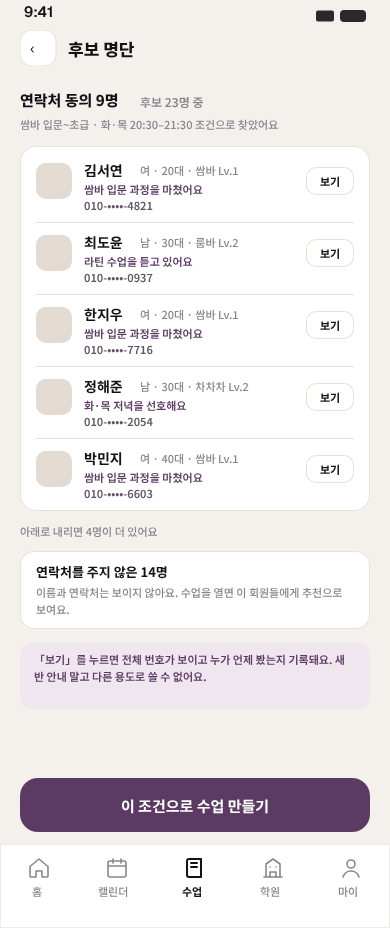 9:41
‹ 후보 명단
연락처 동의 9명 후보 23명 중
쌈바 입문~초급 · 화·목 20:30–21:30 조건으로 찾았어요
김서연 여 · 20대 · 쌈바 Lv.1
쌈바 입문 과정을 마쳤어요
010-••••-4821
보기
최도윤 남 · 30대 · 룸바 Lv.2
라틴 수업을 듣고 있어요
010-••••-0937
보기
한지우 여 · 20대 · 쌈바 Lv.1
쌈바 입문 과정을 마쳤어요
010-••••-7716
보기
정해준 남 · 30대 · 차차차 Lv.2
화·목 저녁을 선호해요
010-••••-2054
보기
박민지 여 · 40대 · 쌈바 Lv.1
쌈바 입문 과정을 마쳤어요
010-••••-6603
보기
아래로 내리면 4명이 더 있어요
연락처를 주지 않은 14명
이름과 연락처는 보이지 않아요. 수업을 열면 이 회원들에게 추천으로
보여요.
「보기」를 누르면 전체 번호가 보이고 누가 언제 봤는지 기록돼요. 새
반 안내 말고 다른 용도로 쓸 수 없어요.
이 조건으로 수업 만들기
홈 캘린더 수업 학원 마이